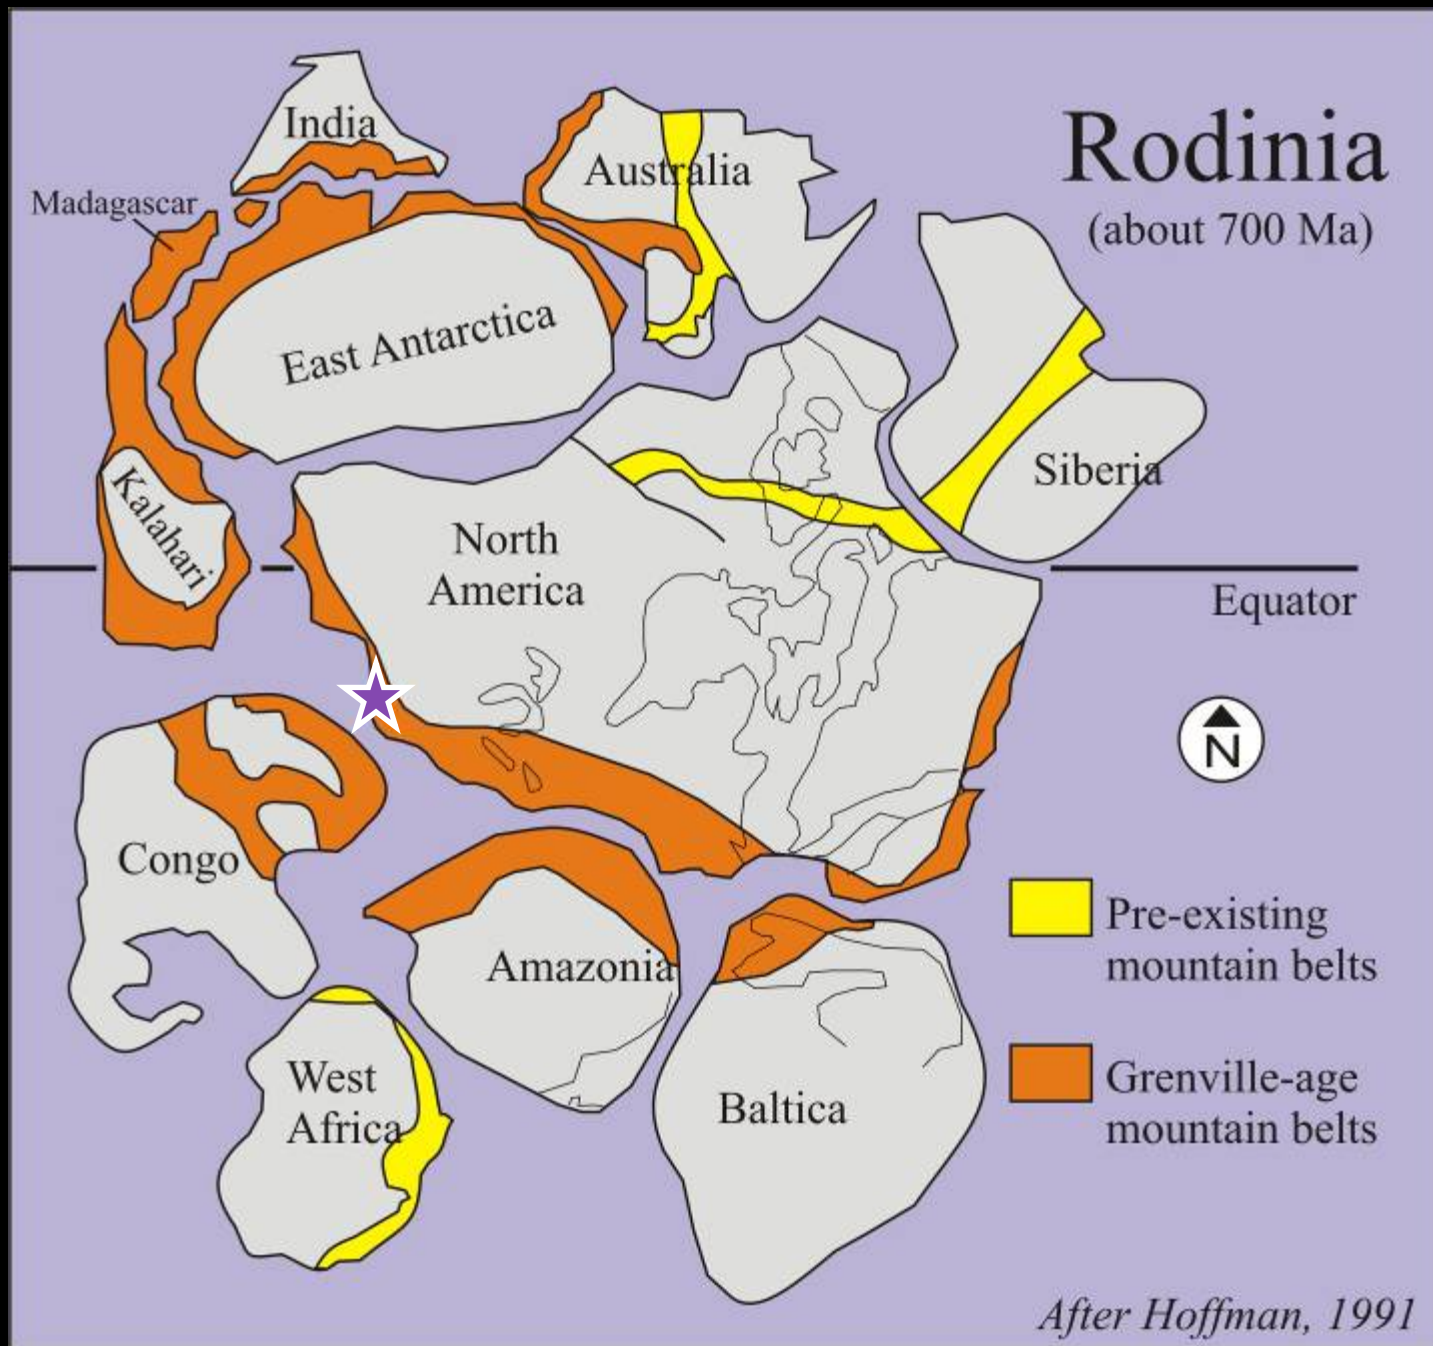 Rodinia
(about 700 Ma)
India
Australia
Madagascar
East Antarctica
Siberia
Kalahari
North
America
Equator
N
Congo
Amazonia
Pre-existing
mountain belts
West
Africa
Baltica
Grenville-age
mountain belts
After Hoffman, 1991